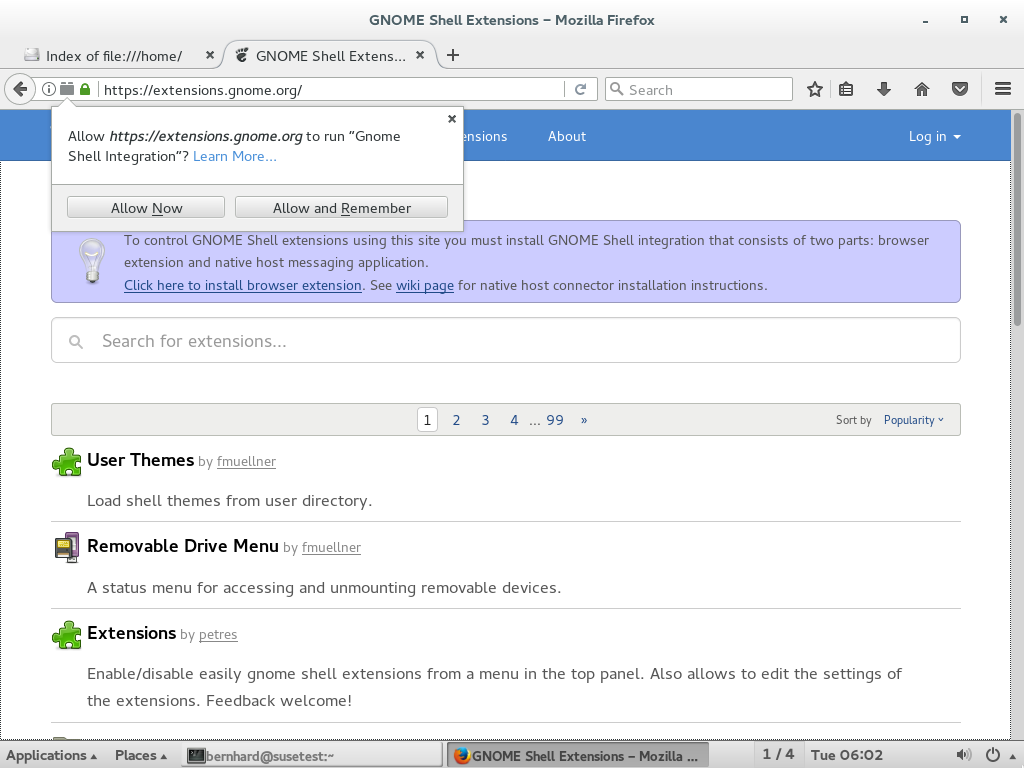 GNOME Shell Extensions – Mozilla Firefox
Index of file:///home/
GNOME Shell Extens...
https://extensions.gnome.org/
Search
Allow https://extensions.gnome.org to run "Gnome
Shell Integration"? Learn More...
Allow Now
Allow and Remember
About
Log in
To control GNOME Shell extensions using this site you must install GNOME Shell integration that consists of two parts: browser
extension and native host messaging application.
Click here to install browser extension. See wiki page for native host connector installation instructions.
Search for extensions...
1 2 3 4 ... 99 »
Sort by Popularity
User Themes by fmuellner
Load shell themes from user directory.
Removable Drive Menu by fmuellner
A status menu for accessing and unmounting removable devices.
Extensions by petres
Enable/disable easily gnome shell extensions from a menu in the top panel. Also allows to edit the settings of
the extensions. Feedback welcome!
Applications Places bernhard@susetest:~ GNOME Shell Extensions – Mozilla ... 1 / 4 Tue 06:02